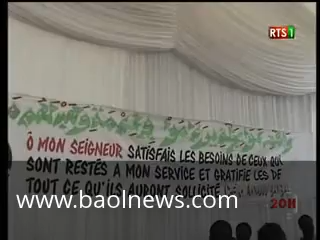 RTS1
Ô MON SEIGNEUR SATISFAIS LES BESOINS DE CEUX QUI
SONT RESTÉS A MON SERVICE ET GRATIFIE LES DE
TOUT CE QU'ILS AURONT SOLLICITÉ
www.baolnews.com
20H